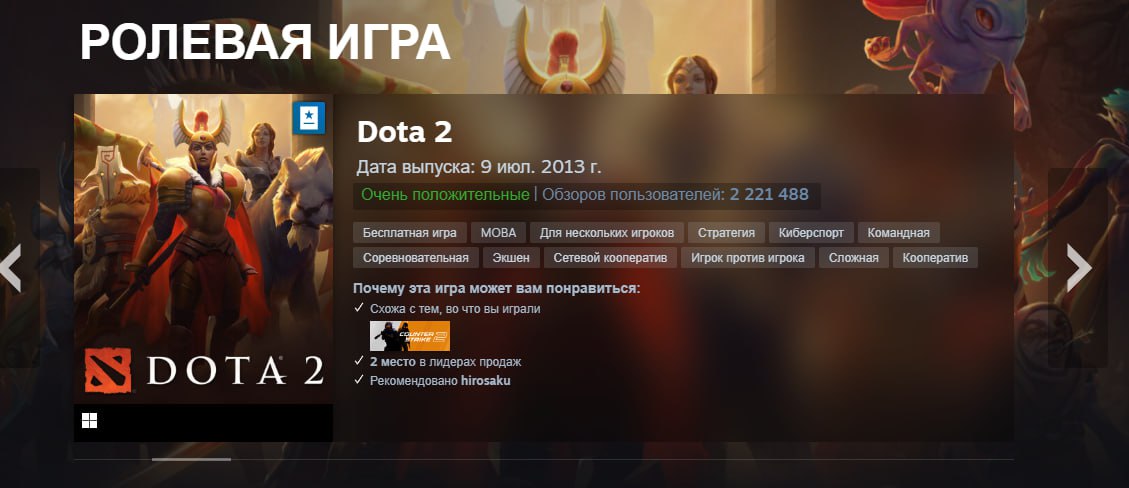 РОЛЕВАЯ ИГРА
Dota 2
Дата выпуска: 9 июл. 2013 г.
Очень положительные | Обзоров пользователей: 2 221 488
Бесплатная игра MOBA Для нескольких игроков Стратегия Киберспорт Командная
Соревновательная Экшен Сетевой кооператив Игрок против игрока Сложная Кооператив
Почему эта игра может вам понравиться:
Схожа с тем, во что вы играли
COUNTER
STRIKE 2
2 место в лидерах продаж
Рекомендовано hirosaku
DOTA 2